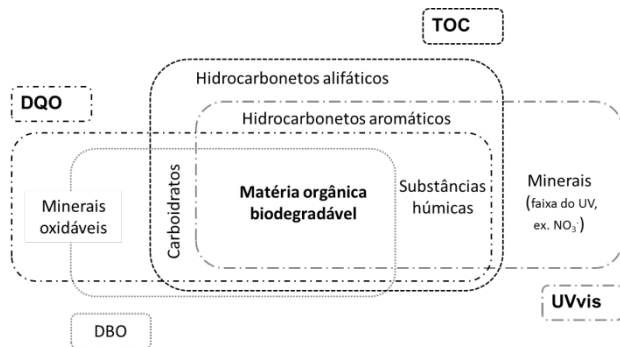 TOC
Hidrocarbonetos alifáticos
DQO
Hidrocarbonetos aromáticos
Carboidratos
Matéria orgânica
biodegradável
Substâncias
húmicas
Minerais
oxidáveis
Minerais
(faixa do UV,
ex. NO₃⁻)
UVvis
DBO